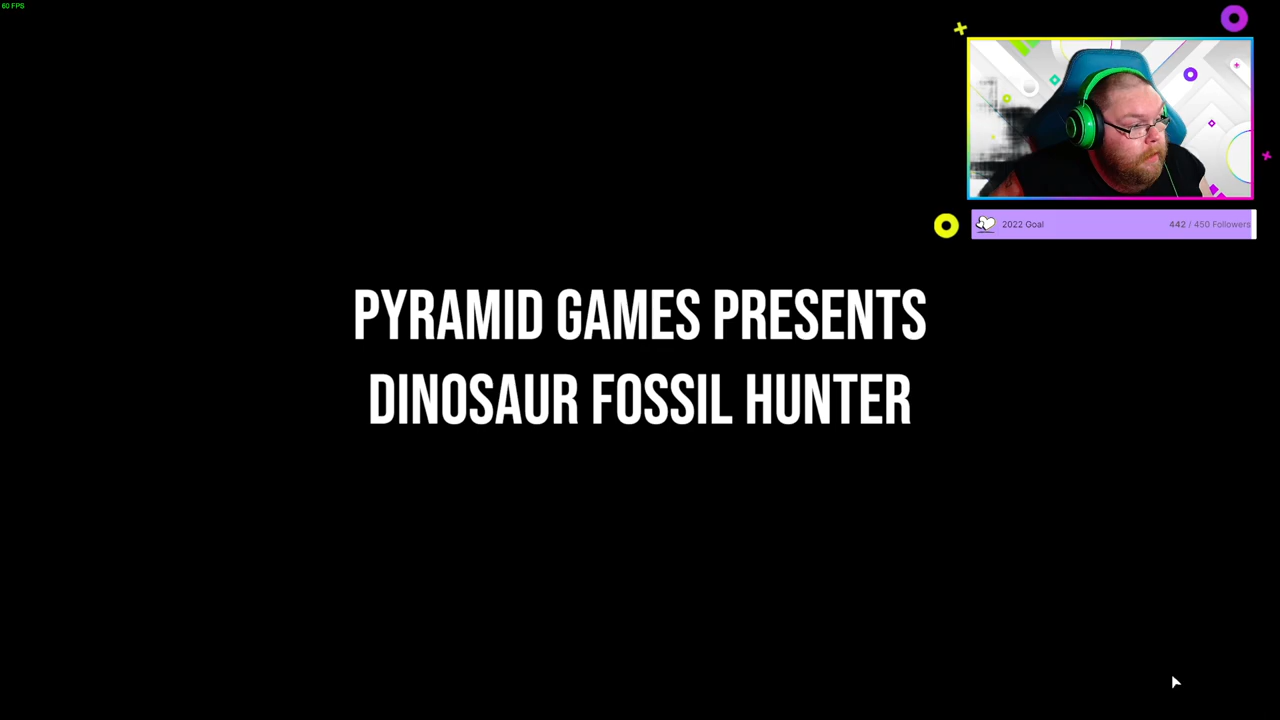 60 FPS
2022 Goal
442 / 450 Followers
PYRAMID GAMES PRESENTS
DINOSAUR FOSSIL HUNTER